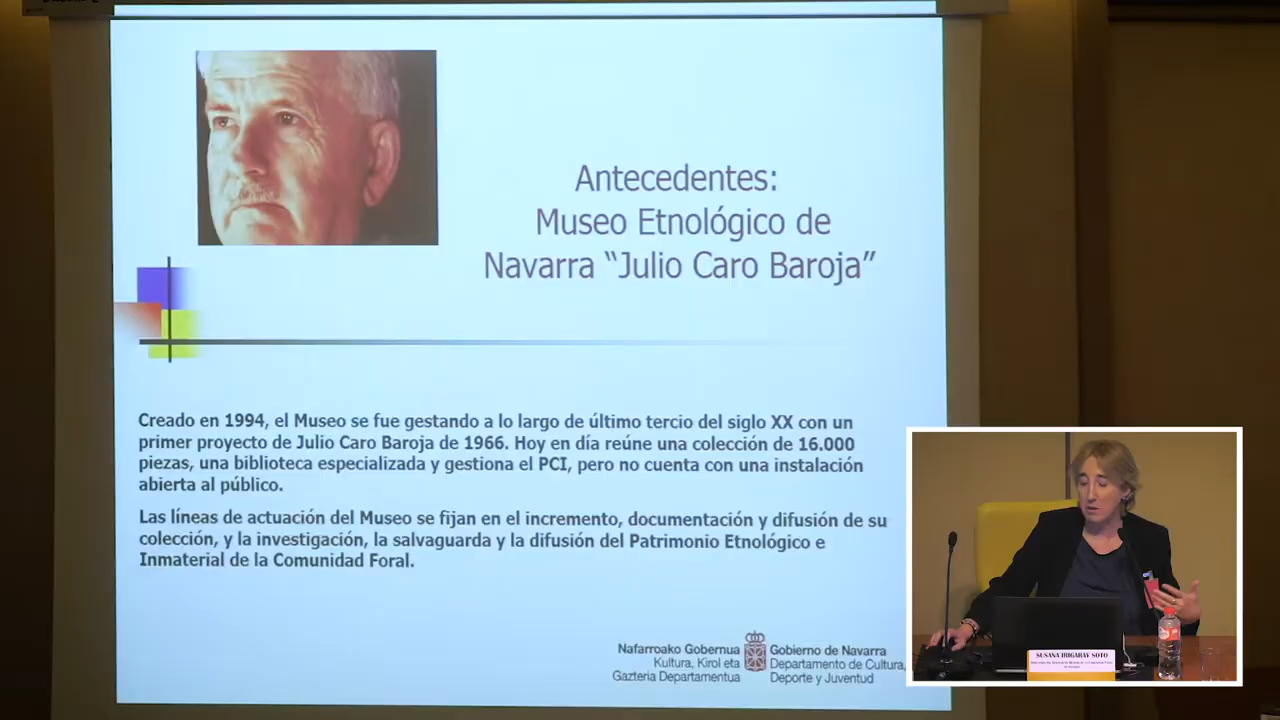 Antecedentes:
Museo Etnológico de
Navarra “Julio Caro Baroja”
Creado en 1994, el Museo se fue gestando a lo largo de último tercio del siglo XX con un
primer proyecto de Julio Caro Baroja de 1966. Hoy en día reúne una colección de 16.000
piezas, una biblioteca especializada y gestiona el PCI, pero no cuenta con una instalación
abierta al público.
Las líneas de actuación del Museo se fijan en el incremento, documentación y difusión de su
colección, y la investigación, la salvaguarda y la difusión del Patrimonio Etnológico e
Inmaterial de la Comunidad Foral.
Nafarroako Gobernua
Kultura, Kirol eta
Gazteria Departamentua
Gobierno de Navarra
Departamento de Cultura,
Deporte y Juventud
SUSANA IRIGARAY SOTO